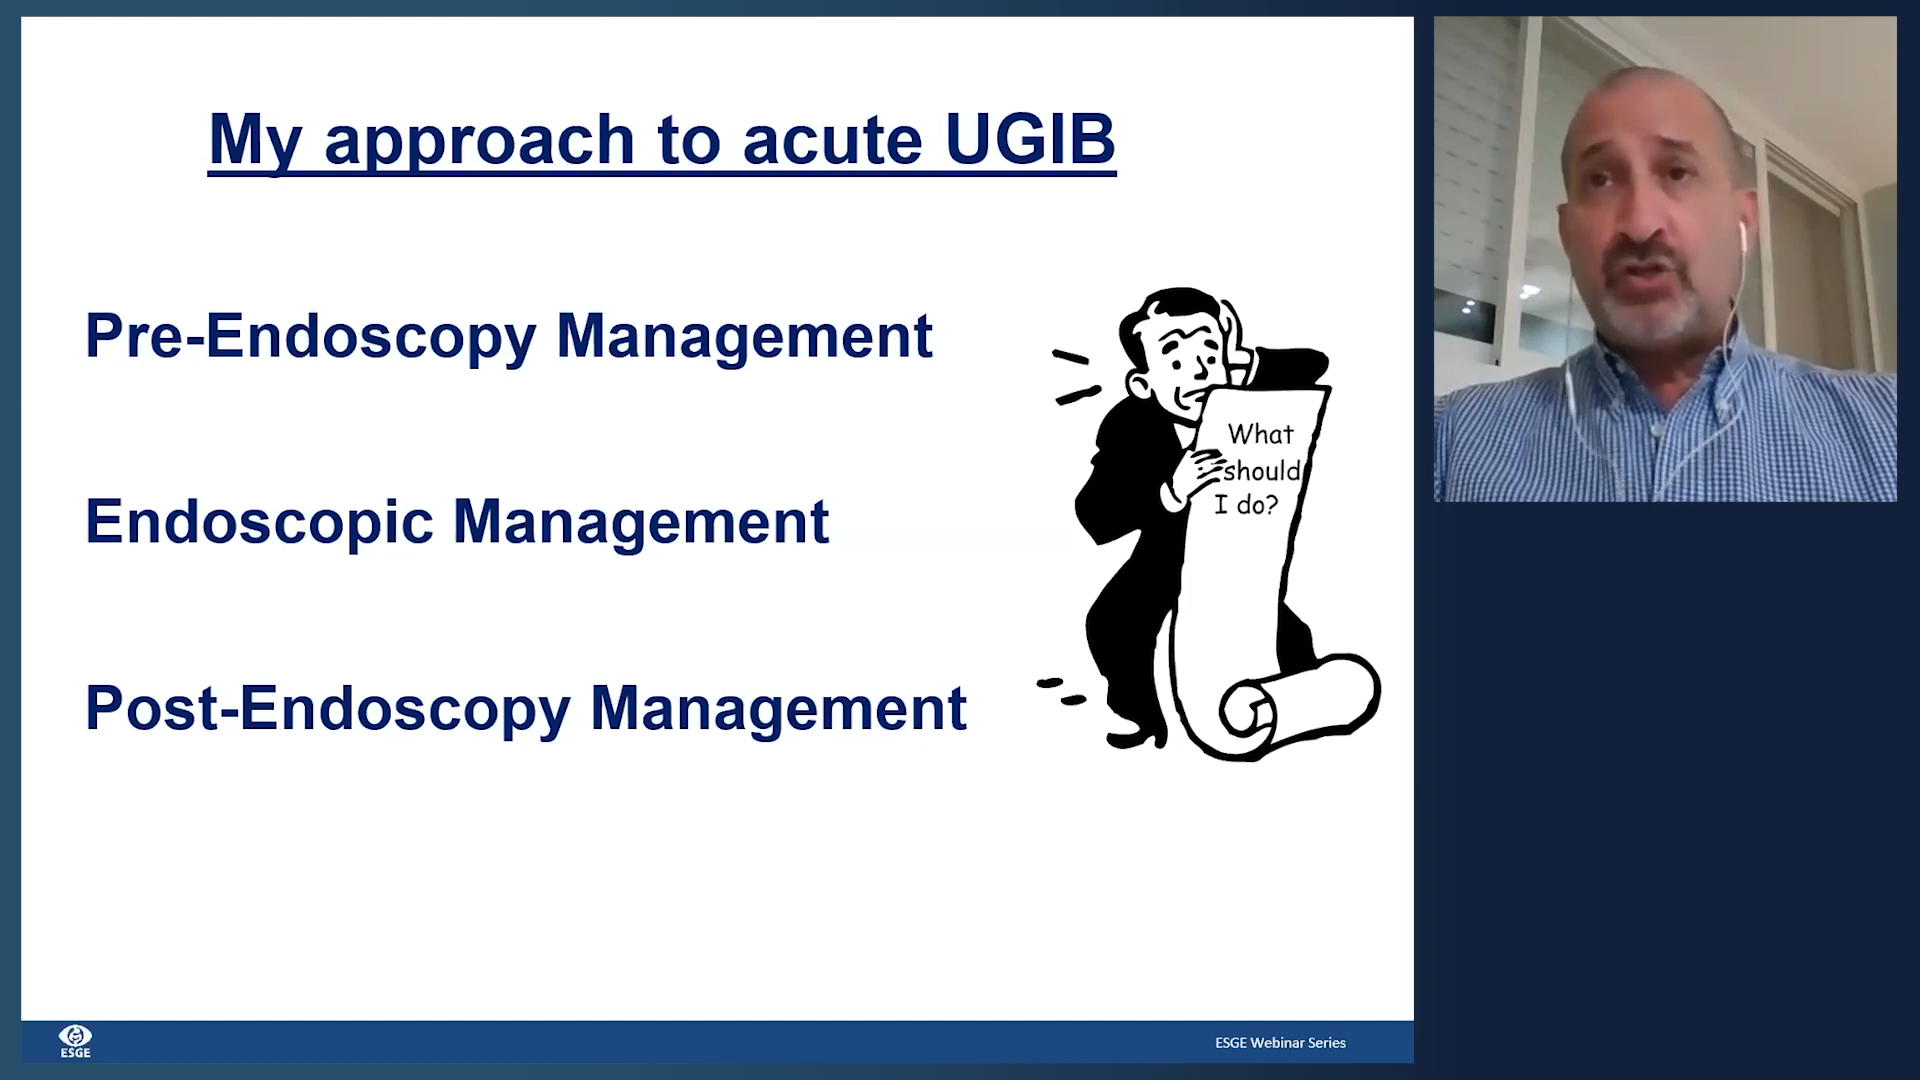 My approach to acute UGIB
Pre-Endoscopy Management
Endoscopic Management
Post-Endoscopy Management
What
should
I do?
ESGE
ESGE Webinar Series